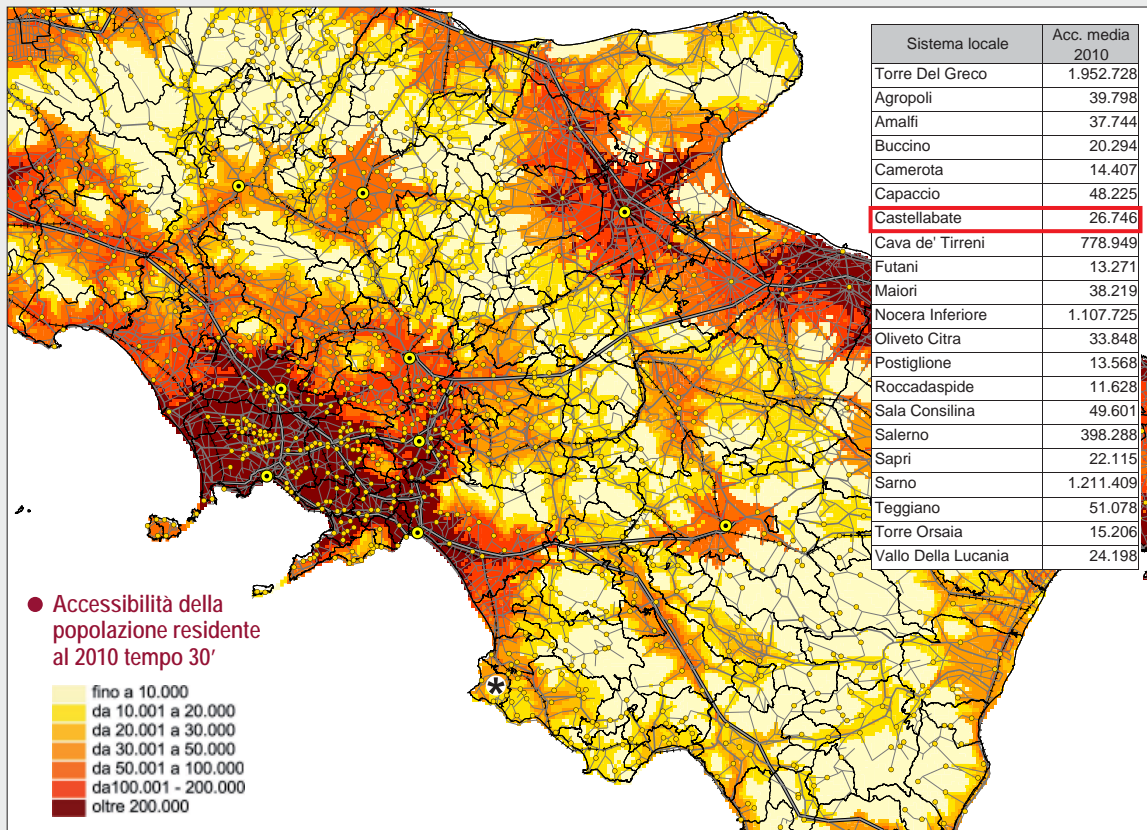 Sistema locale Acc. media 2010
Torre Del Greco 1.952.728
Agropoli 39.798
Amalfi 37.744
Buccino 20.294
Camerota 14.407
Capaccio 48.225
Castellabate 26.746
Cava de' Tirreni 778.949
Futani 13.271
Maiori 38.219
Nocera Inferiore 1.107.725
Oliveto Citra 33.848
Postiglione 13.568
Roccadaspide 11.628
Sala Consilina 49.601
Salerno 398.288
Sapri 22.115
Sarno 1.211.409
Teggiano 51.078
Torre Orsaia 15.206
Vallo Della Lucania 24.198
Accessibilità della
popolazione residente
al 2010 tempo 30'
fino a 10.000
da 10.001 a 20.000
da 20.001 a 30.000
da 30.001 a 50.000
da 50.001 a 100.000
da100.001 - 200.000
oltre 200.000
*